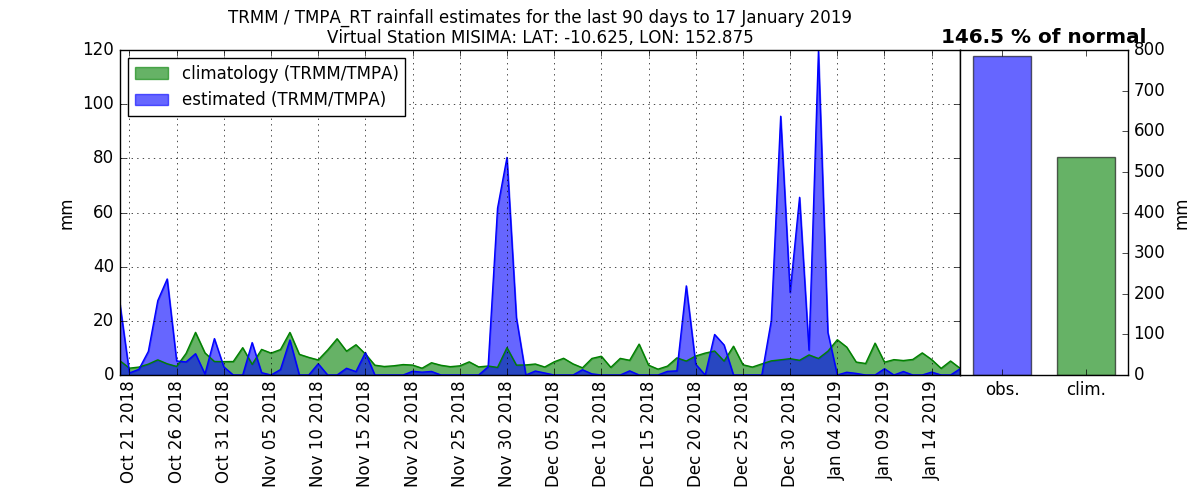 TRMM / TMPA_RT rainfall estimates for the last 90 days to 17 January 2019
Virtual Station MISIMA: LAT: -10.625, LON: 152.875
146.5 % of normal
climatology (TRMM/TMPA)
estimated (TRMM/TMPA)
120
100
80
60
40
20
0
mm
800
700
600
500
400
300
200
100
0
mm
Oct 21 2018
Oct 26 2018
Oct 31 2018
Nov 05 2018
Nov 10 2018
Nov 15 2018
Nov 20 2018
Nov 25 2018
Nov 30 2018
Dec 05 2018
Dec 10 2018
Dec 15 2018
Dec 20 2018
Dec 25 2018
Dec 30 2018
Jan 04 2019
Jan 09 2019
Jan 14 2019
obs.
clim.